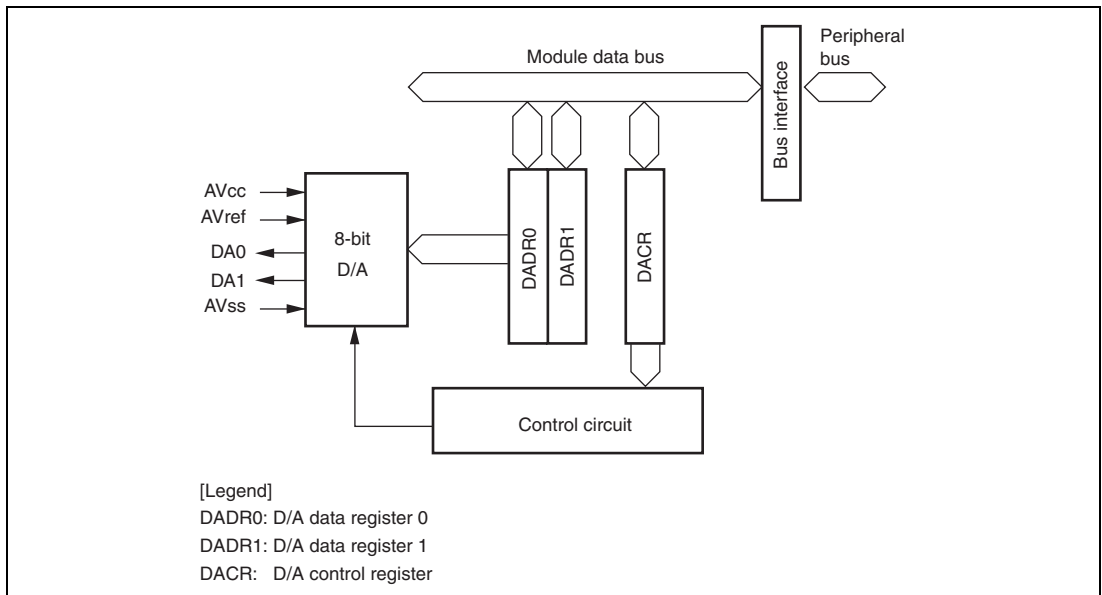 Peripheral
bus
Module data bus
Bus interface
AVcc
AVref
DA0
DA1
AVss
8-bit
D/A
DADR0
DADR1
DACR
Control circuit
[Legend]
DADR0: D/A data register 0
DADR1: D/A data register 1
DACR: D/A control register